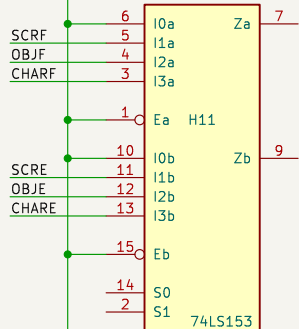 6 I0a Za 7
SCRF 5 I1a
OBJF 4 I2a
CHARF 3 I3a
1 Ea H11
10 I0b Zb 9
SCRE 11 I1b
OBJE 12 I2b
CHARE 13 I3b
15 Eb
14 S0
2 S1
74LS153